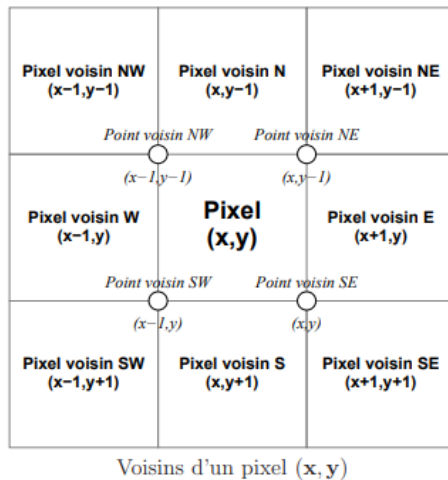 Pixel voisin NW
(x−1,y−1)
Pixel voisin N
(x,y−1)
Pixel voisin NE
(x+1,y−1)
Point voisin NW
Point voisin NE
(x−1,y−1)
(x,y−1)
Pixel voisin W
(x−1,y)
Pixel
(x,y)
Pixel voisin E
(x+1,y)
Point voisin SW
Point voisin SE
(x−1,y)
(x,y)
Pixel voisin SW
(x−1,y+1)
Pixel voisin S
(x,y+1)
Pixel voisin SE
(x+1,y+1)
Voisins d'un pixel (x, y)